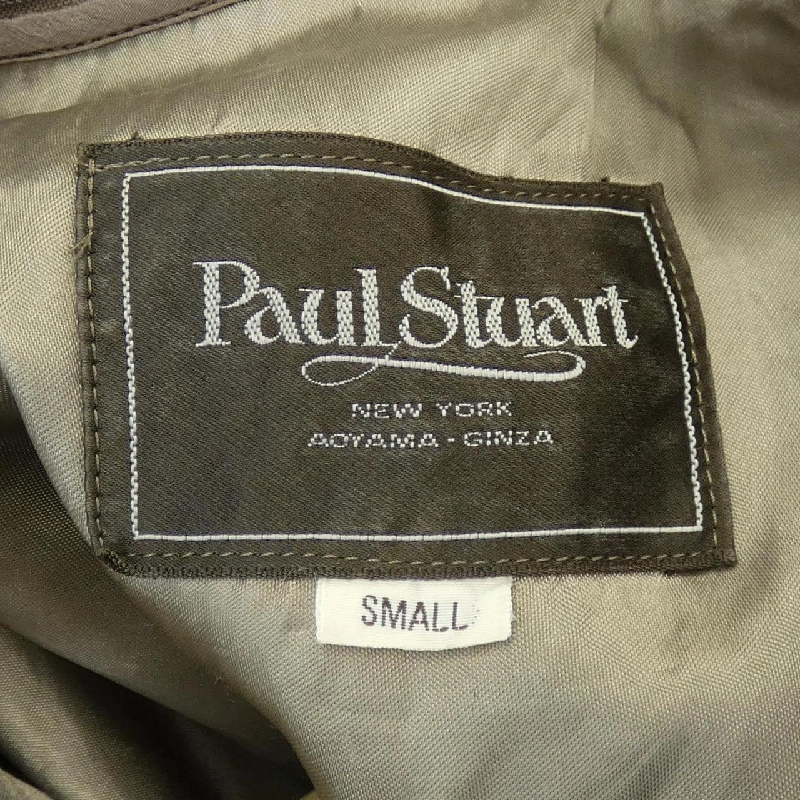 Paul Stuart
NEW YORK
AOYAMA - GINZA
SMALL